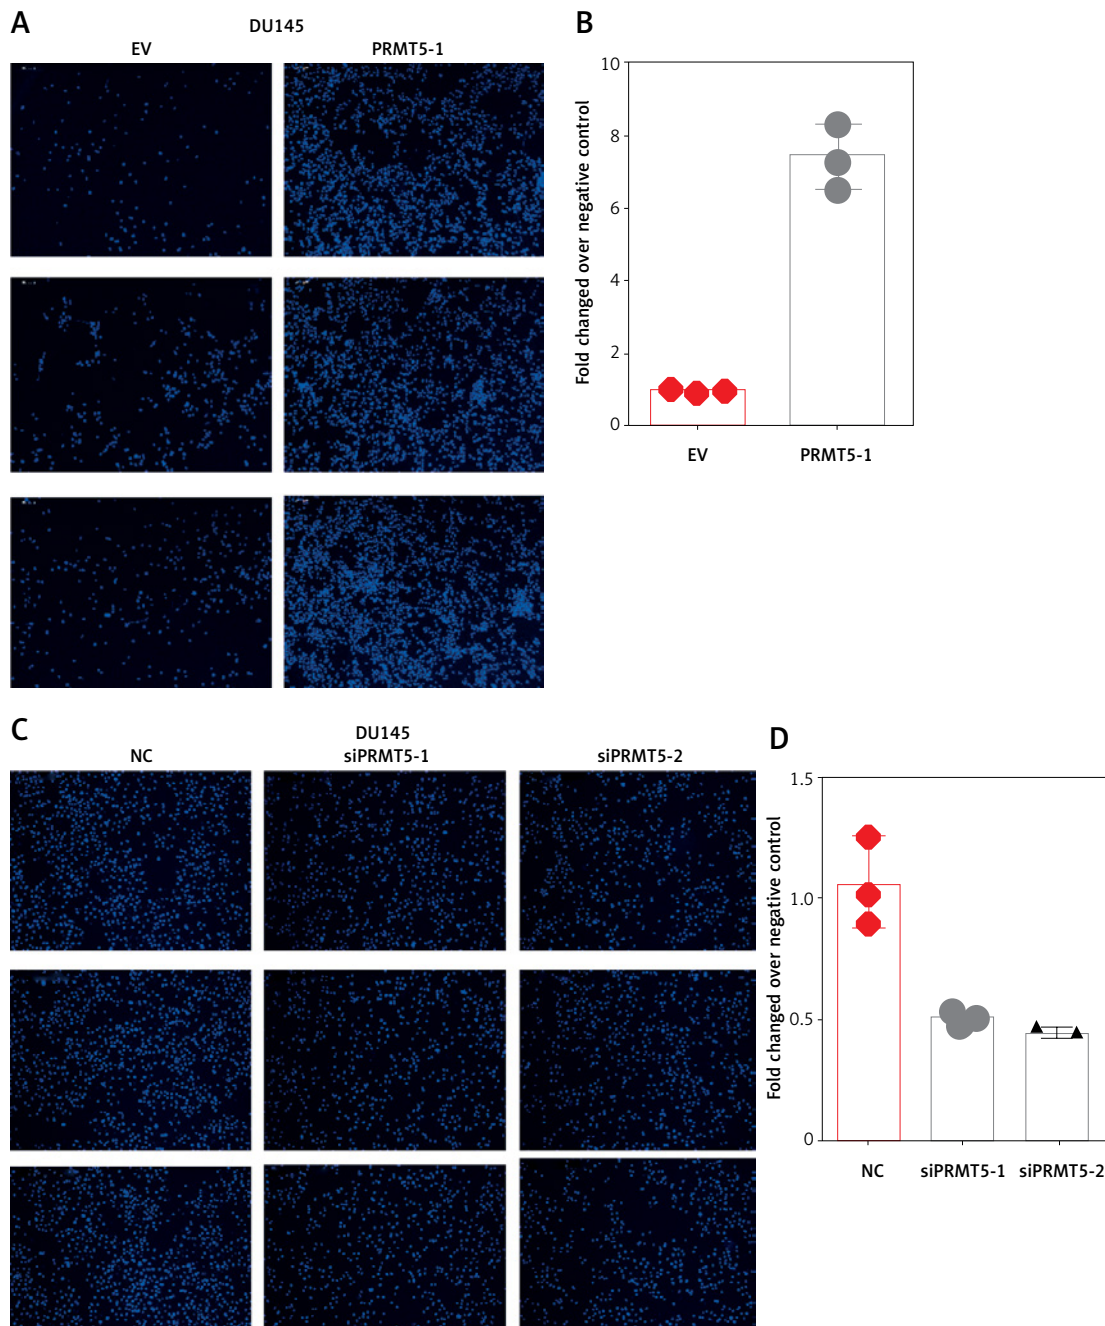 A
DU145
EV PRMT5-1
B
Fold changed over negative control
10
8
6
4
2
0
EV PRMT5-1
C
DU145
NC siPRMT5-1 siPRMT5-2
D
Fold changed over negative control
1.5
1.0
0.5
0
NC siPRMT5-1 siPRMT5-2